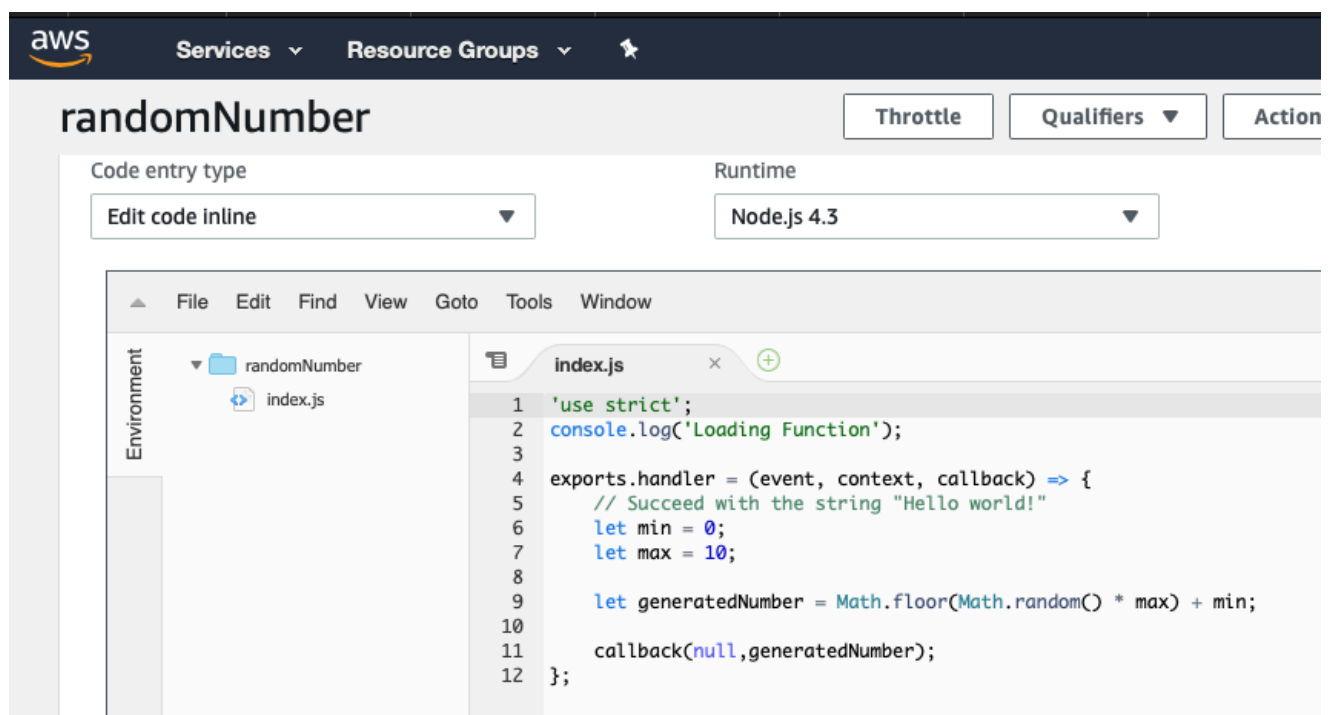 aws Services Resource Groups
randomNumber Throttle Qualifiers Action
Code entry type Runtime
Edit code inline Node.js 4.3
File Edit Find View Goto Tools Window
Environment
randomNumber
index.js
index.js
1 'use strict';
2 console.log('Loading Function');
3
4 exports.handler = (event, context, callback) => {
5     // Succeed with the string "Hello world!"
6     let min = 0;
7     let max = 10;
8
9     let generatedNumber = Math.floor(Math.random() * max) + min;
10
11     callback(null,generatedNumber);
12 };